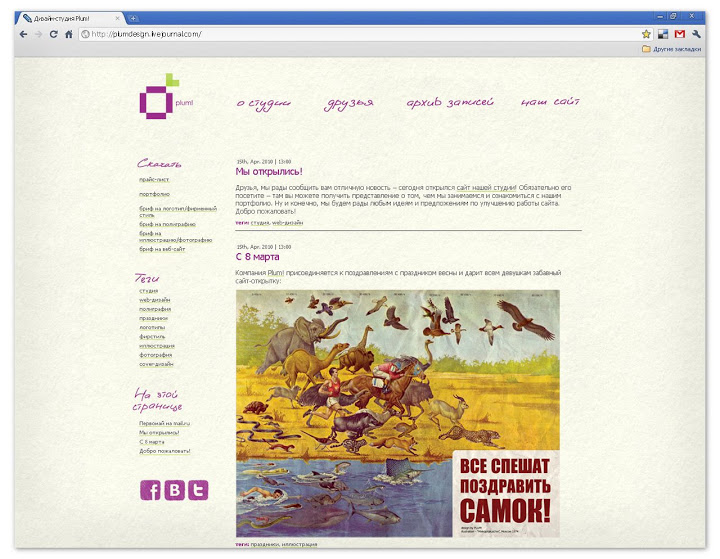 Дизайн-студия Plum!
http://plumdesgn.livejournal.com/
Другие закладки
plum!
о студии
друзья
архив записей
наш сайт
Скачать
прайс-лист
портфолио
бриф на логотип/фирменный
стиль
бриф на полиграфию
бриф на
иллюстрацию/фотографию
бриф на веб-сайт
Теги
студия
web-дизайн
полиграфия
праздники
логотипы
фирстиль
иллюстрация
фотография
cover-дизайн
На этой
странице
Первоквй на mail.ru
Мы открылись!
С 8 марта
Добро пожаловать!
15th, Apr. 2010 | 13:00
Мы открылись!
Друзья, мы рады сообщить вам отличную новость – сегодня открылся сайт нашей студии! Обязательно его
посетите – там вы можете получить представление о том, чем мы занимаемся и ознакомиться с нашим
портфолио. Ну и конечно, мы будем рады любым идеям и предложениям по улучшению работы сайта.
Добро пожаловать!
теги: студия, web-дизайн
15th, Apr. 2010 | 13:00
С 8 марта
Компания Plum! присоединяется к поздравлениям с праздником весны и дарит всем девушкам забавный
сайт-открытку:
ВСЕ СПЕШАТ
ПОЗДРАВИТЬ
САМОК!
теги: праздники, иллюстрация